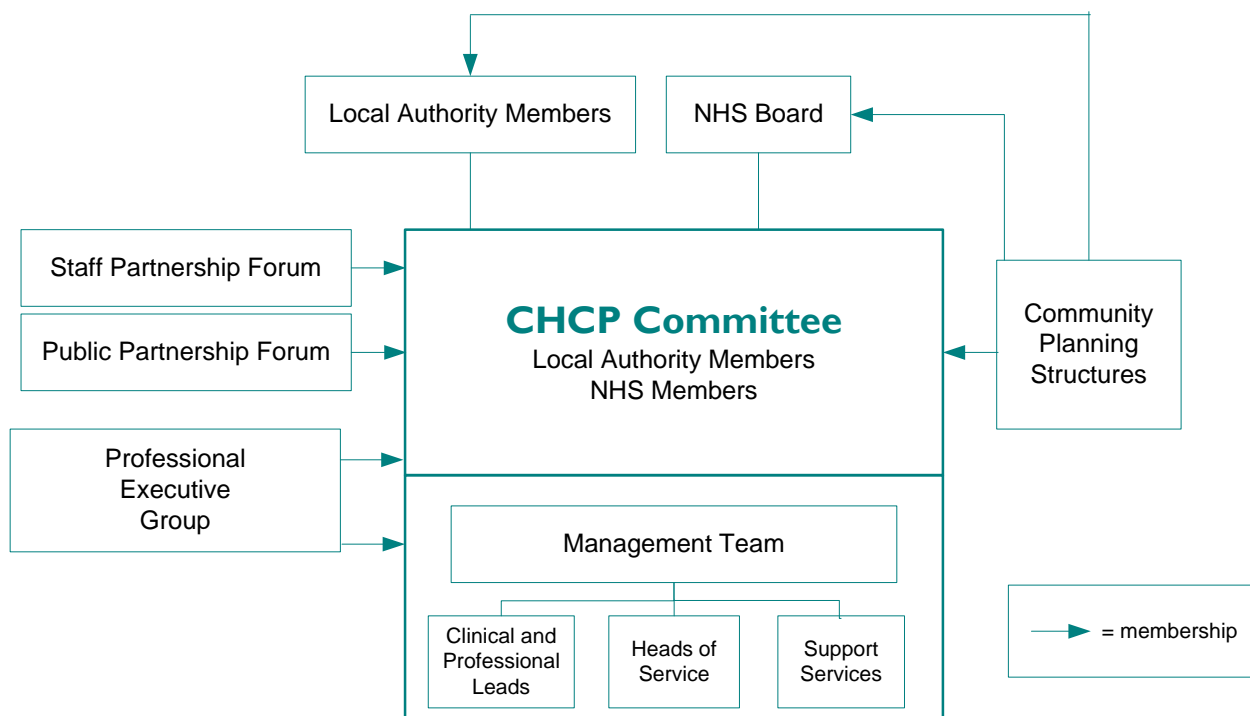 Local Authority Members
NHS Board
Staff Partnership Forum
Public Partnership Forum
CHCP Committee
Local Authority Members
NHS Members
Community
Planning
Structures
Professional
Executive
Group
Management Team
Clinical and
Professional
Leads
Heads of
Service
Support
Services
= membership